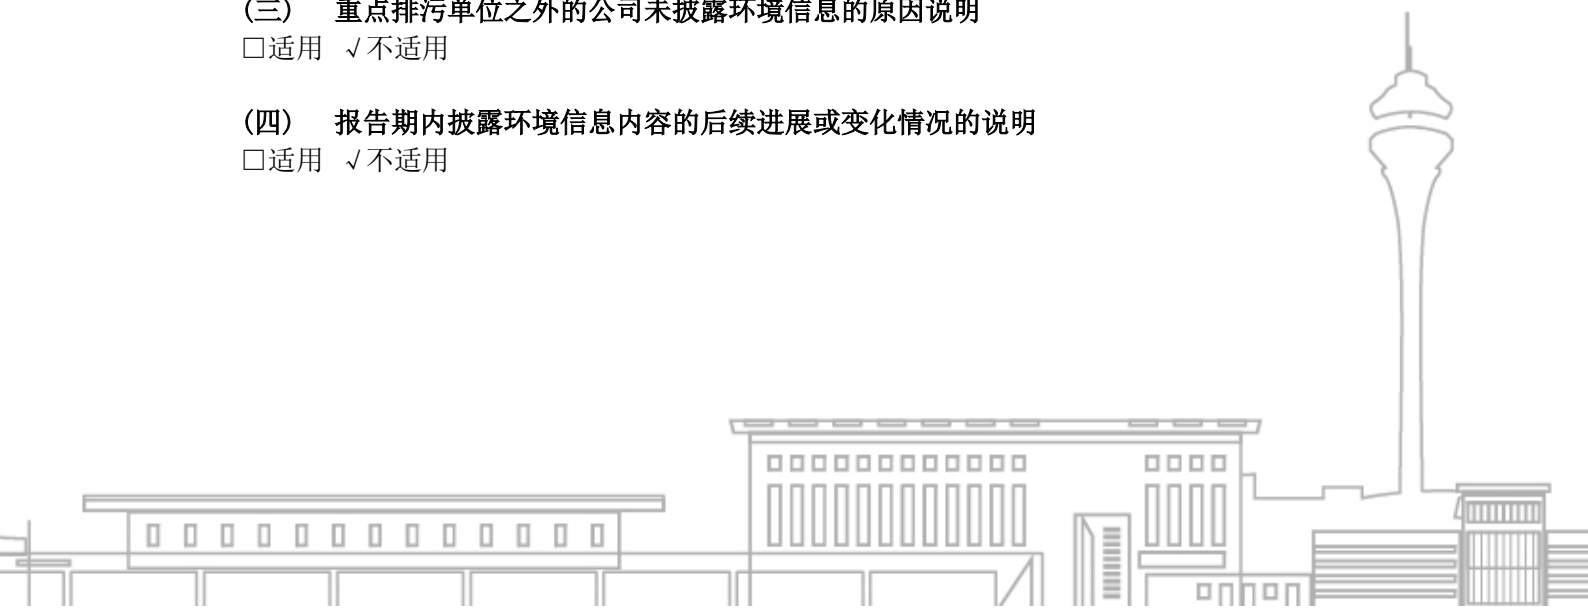 (三) 重点排污单位之外的公司未披露环境信息的原因说明
□适用 √不适用
(四) 报告期内披露环境信息内容的后续进展或变化情况的说明
□适用 √不适用